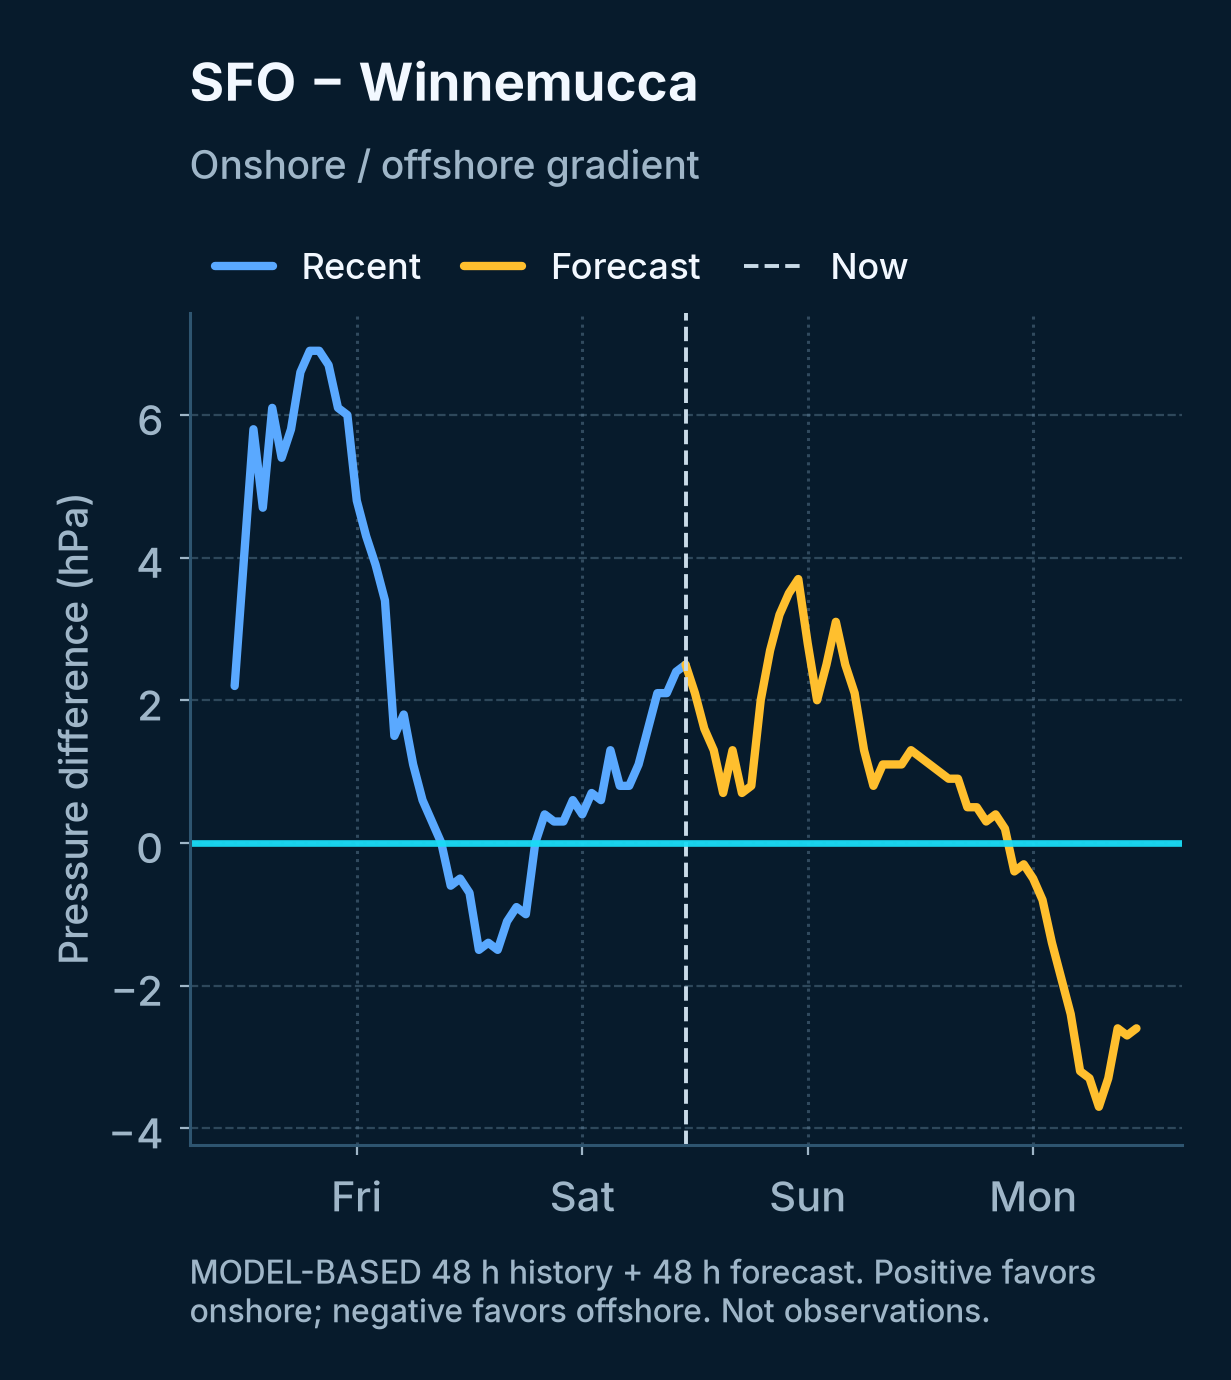 SFO – Winnemucca
Onshore / offshore gradient
Recent Forecast Now
Pressure difference (hPa)
6
4
2
0
−2
−4
Fri Sat Sun Mon
MODEL-BASED 48 h history + 48 h forecast. Positive favors
onshore; negative favors offshore. Not observations.